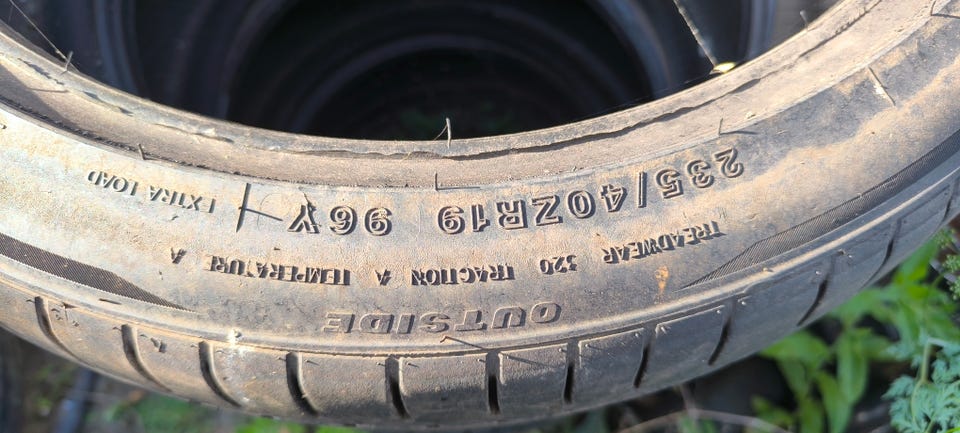 OUTSIDE
TREADWEAR 320 TRACTION A TEMPERATURE A
235/40ZR19 96Y EXTRA LOAD